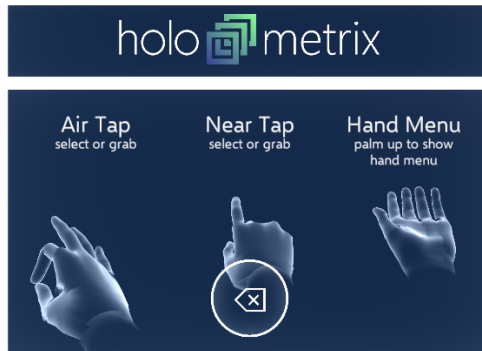 holo metrix
Air Tap
select or grab
Near Tap
select or grab
Hand Menu
palm up to show
hand menu